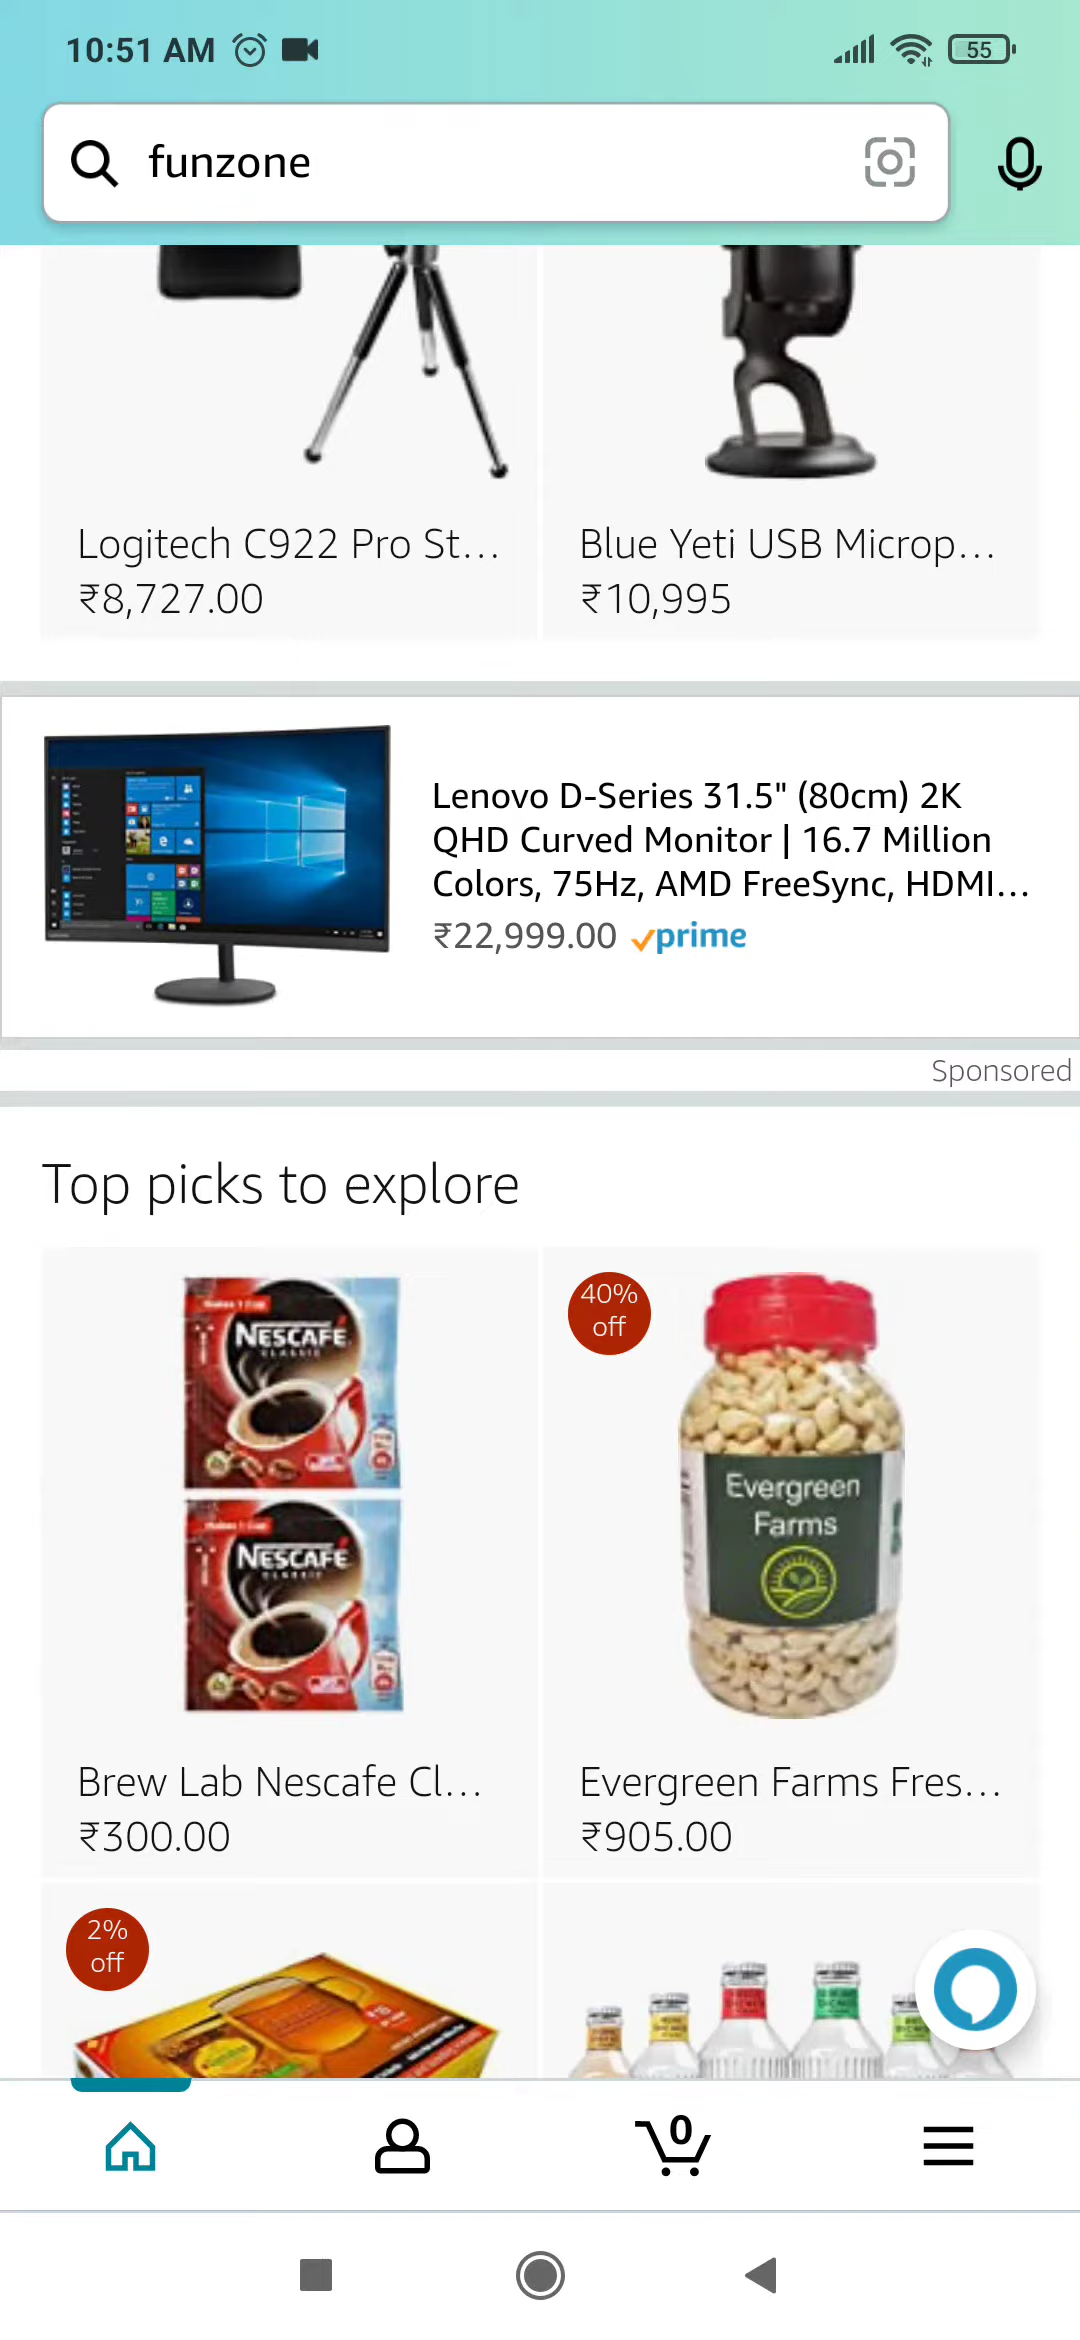 10:51 AM
55
funzone
Logitech C922 Pro St...
₹8,727.00
Blue Yeti USB Microp...
₹10,995
Lenovo D-Series 31.5" (80cm) 2K
QHD Curved Monitor | 16.7 Million
Colors, 75Hz, AMD FreeSync, HDMI...
₹22,999.00 prime
Sponsored
Top picks to explore
NESCAFÉ
CLASSIC
NESCAFÉ
CLASSIC
Brew Lab Nescafe Cl...
₹300.00
40%
off
Evergreen
Farms
Evergreen Farms Fres...
₹905.00
2%
off
0